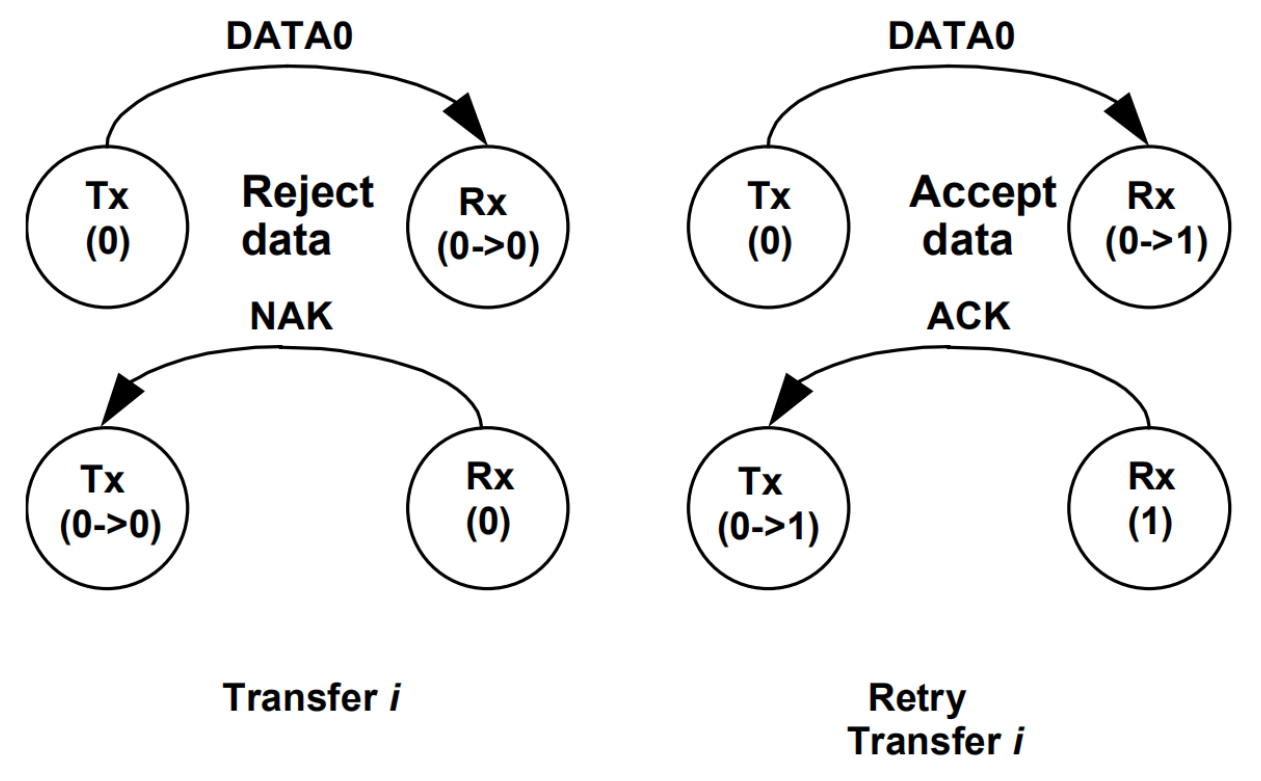 DATA0
Tx
(0)
Reject
data
Rx
(0->0)
NAK
Tx
(0->0)
Rx
(0)
Transfer i
DATA0
Tx
(0)
Accept
data
Rx
(0->1)
ACK
Tx
(0->1)
Rx
(1)
Retry
Transfer i